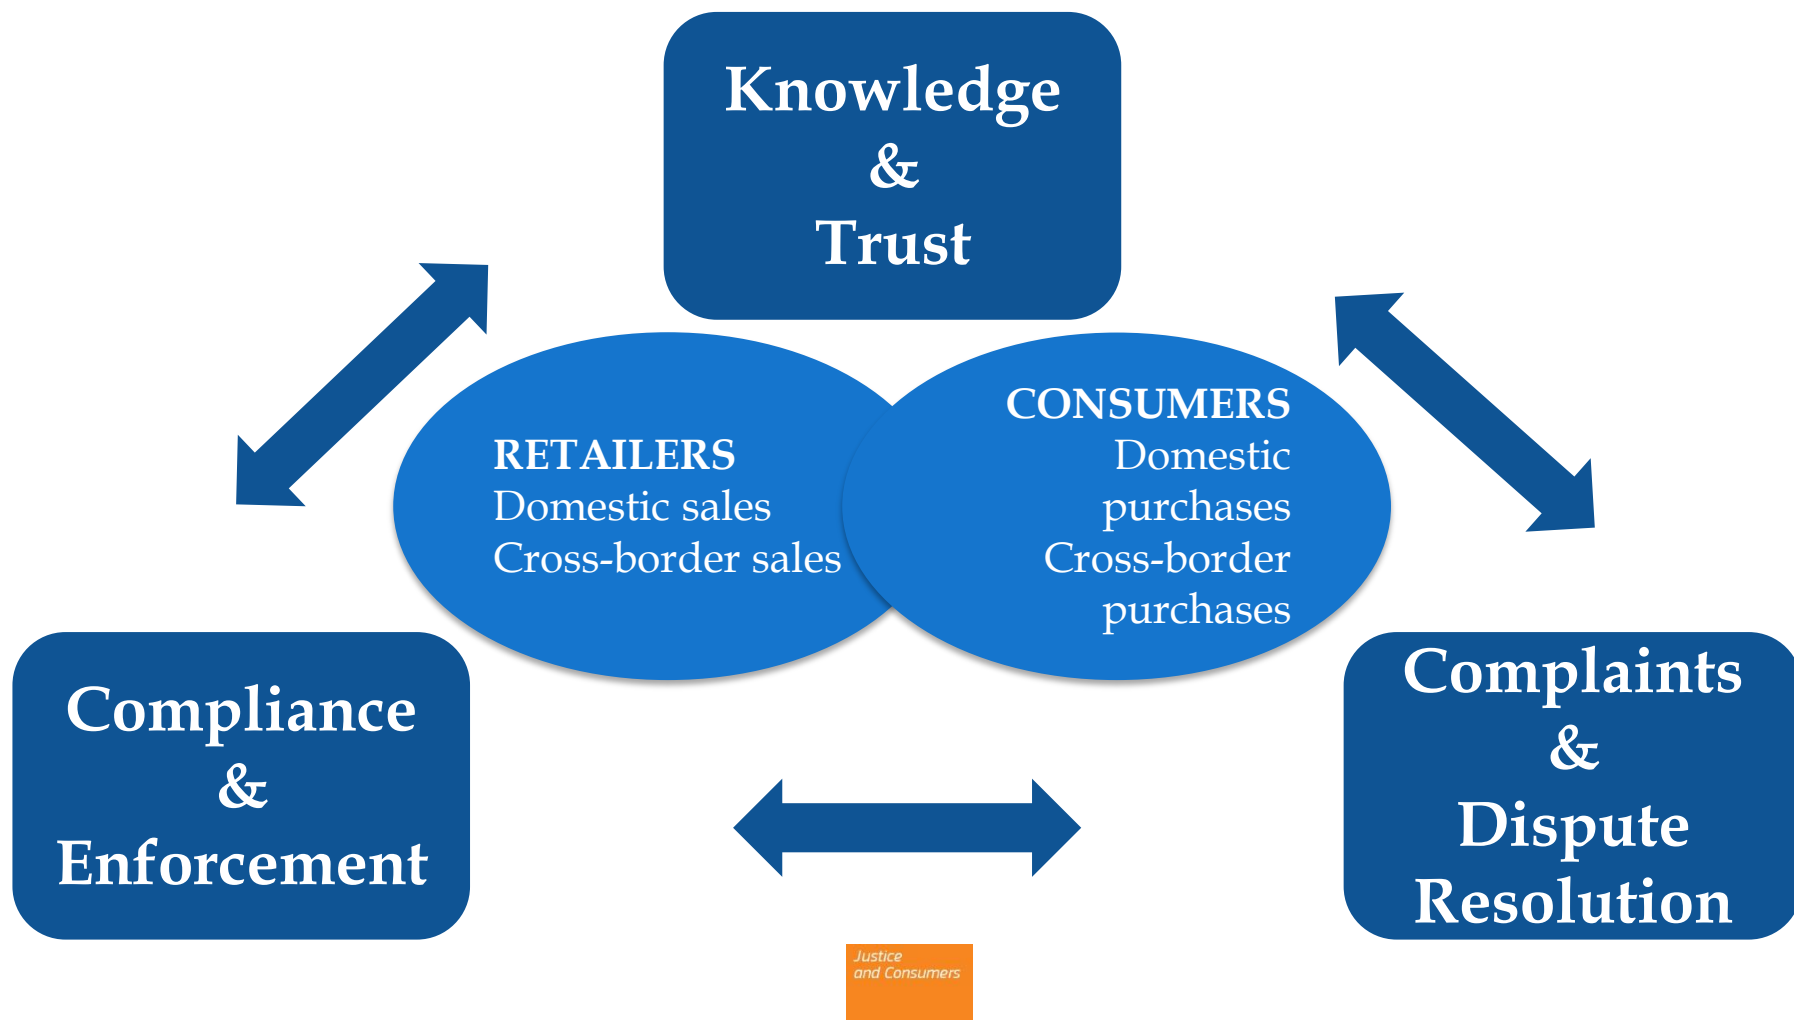 Knowledge
&
Trust
RETAILERS
Domestic sales
Cross-border sales
CONSUMERS
Domestic
purchases
Cross-border
purchases
Compliance
&
Enforcement
Complaints
&
Dispute
Resolution
Justice
and Consumers